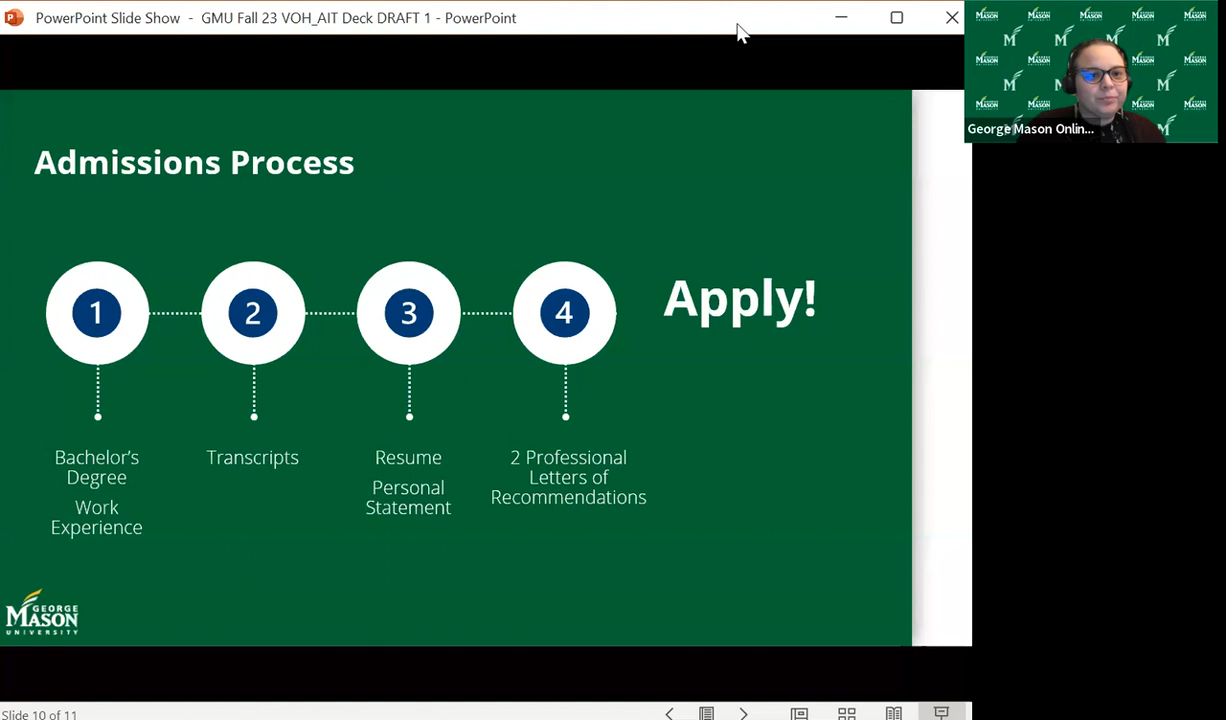 PowerPoint Slide Show - GMU Fall 23 VOH_AIT Deck DRAFT 1 - PowerPoint
George Mason Onlin...
Admissions Process
1
2
3
4
Apply!
Bachelor's
Degree
Work
Experience
Transcripts
Resume
Personal
Statement
2 Professional
Letters of
Recommendations
GEORGE
MASON
UNIVERSITY
Slide 10 of 11